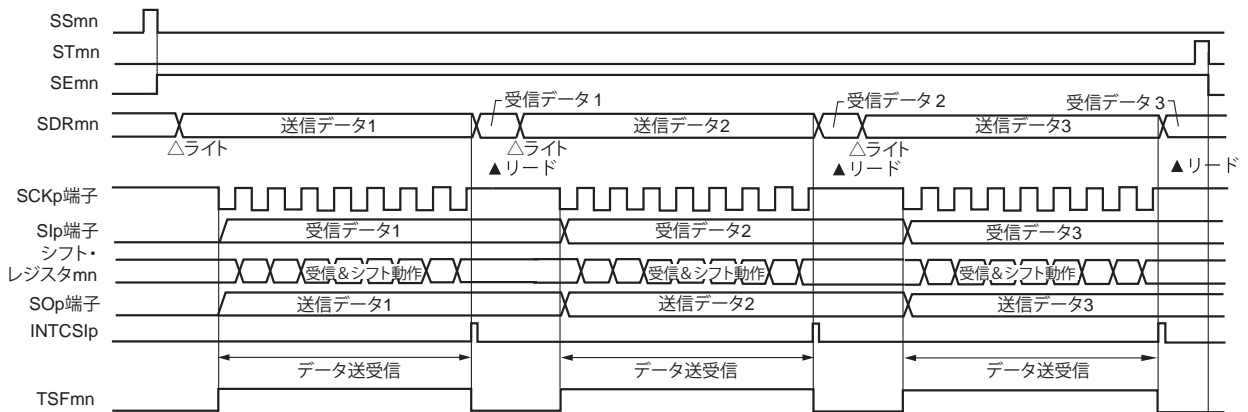 SSmn
STmn
SEmn
受信データ1 受信データ2 受信データ3
SDRmn 送信データ1 送信データ2 送信データ3
△ライト △ライト △ライト
▲リード ▲リード ▲リード
SCKp端子
SIp端子 受信データ1 受信データ2 受信データ3
シフト・
レジスタmn 受信&シフト動作 受信&シフト動作 受信&シフト動作
SOp端子 送信データ1 送信データ2 送信データ3
INTCSIp
データ送受信 データ送受信 データ送受信
TSFmn